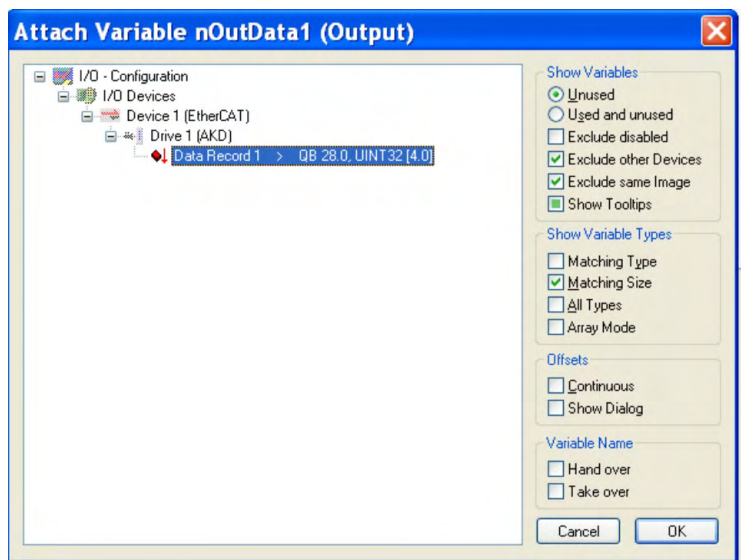 Attach Variable nOutData1 (Output)
I/O - Configuration
I/O Devices
Device 1 (EtherCAT)
Drive 1 (AKD)
Data Record 1 > QB 28.0, UINT32 [4.0]
Show Variables
Unused
Used and unused
Exclude disabled
Exclude other Devices
Exclude same Image
Show Tooltips
Show Variable Types
Matching Type
Matching Size
All Types
Array Mode
Offsets
Continuous
Show Dialog
Variable Name
Hand over
Take over
Cancel OK